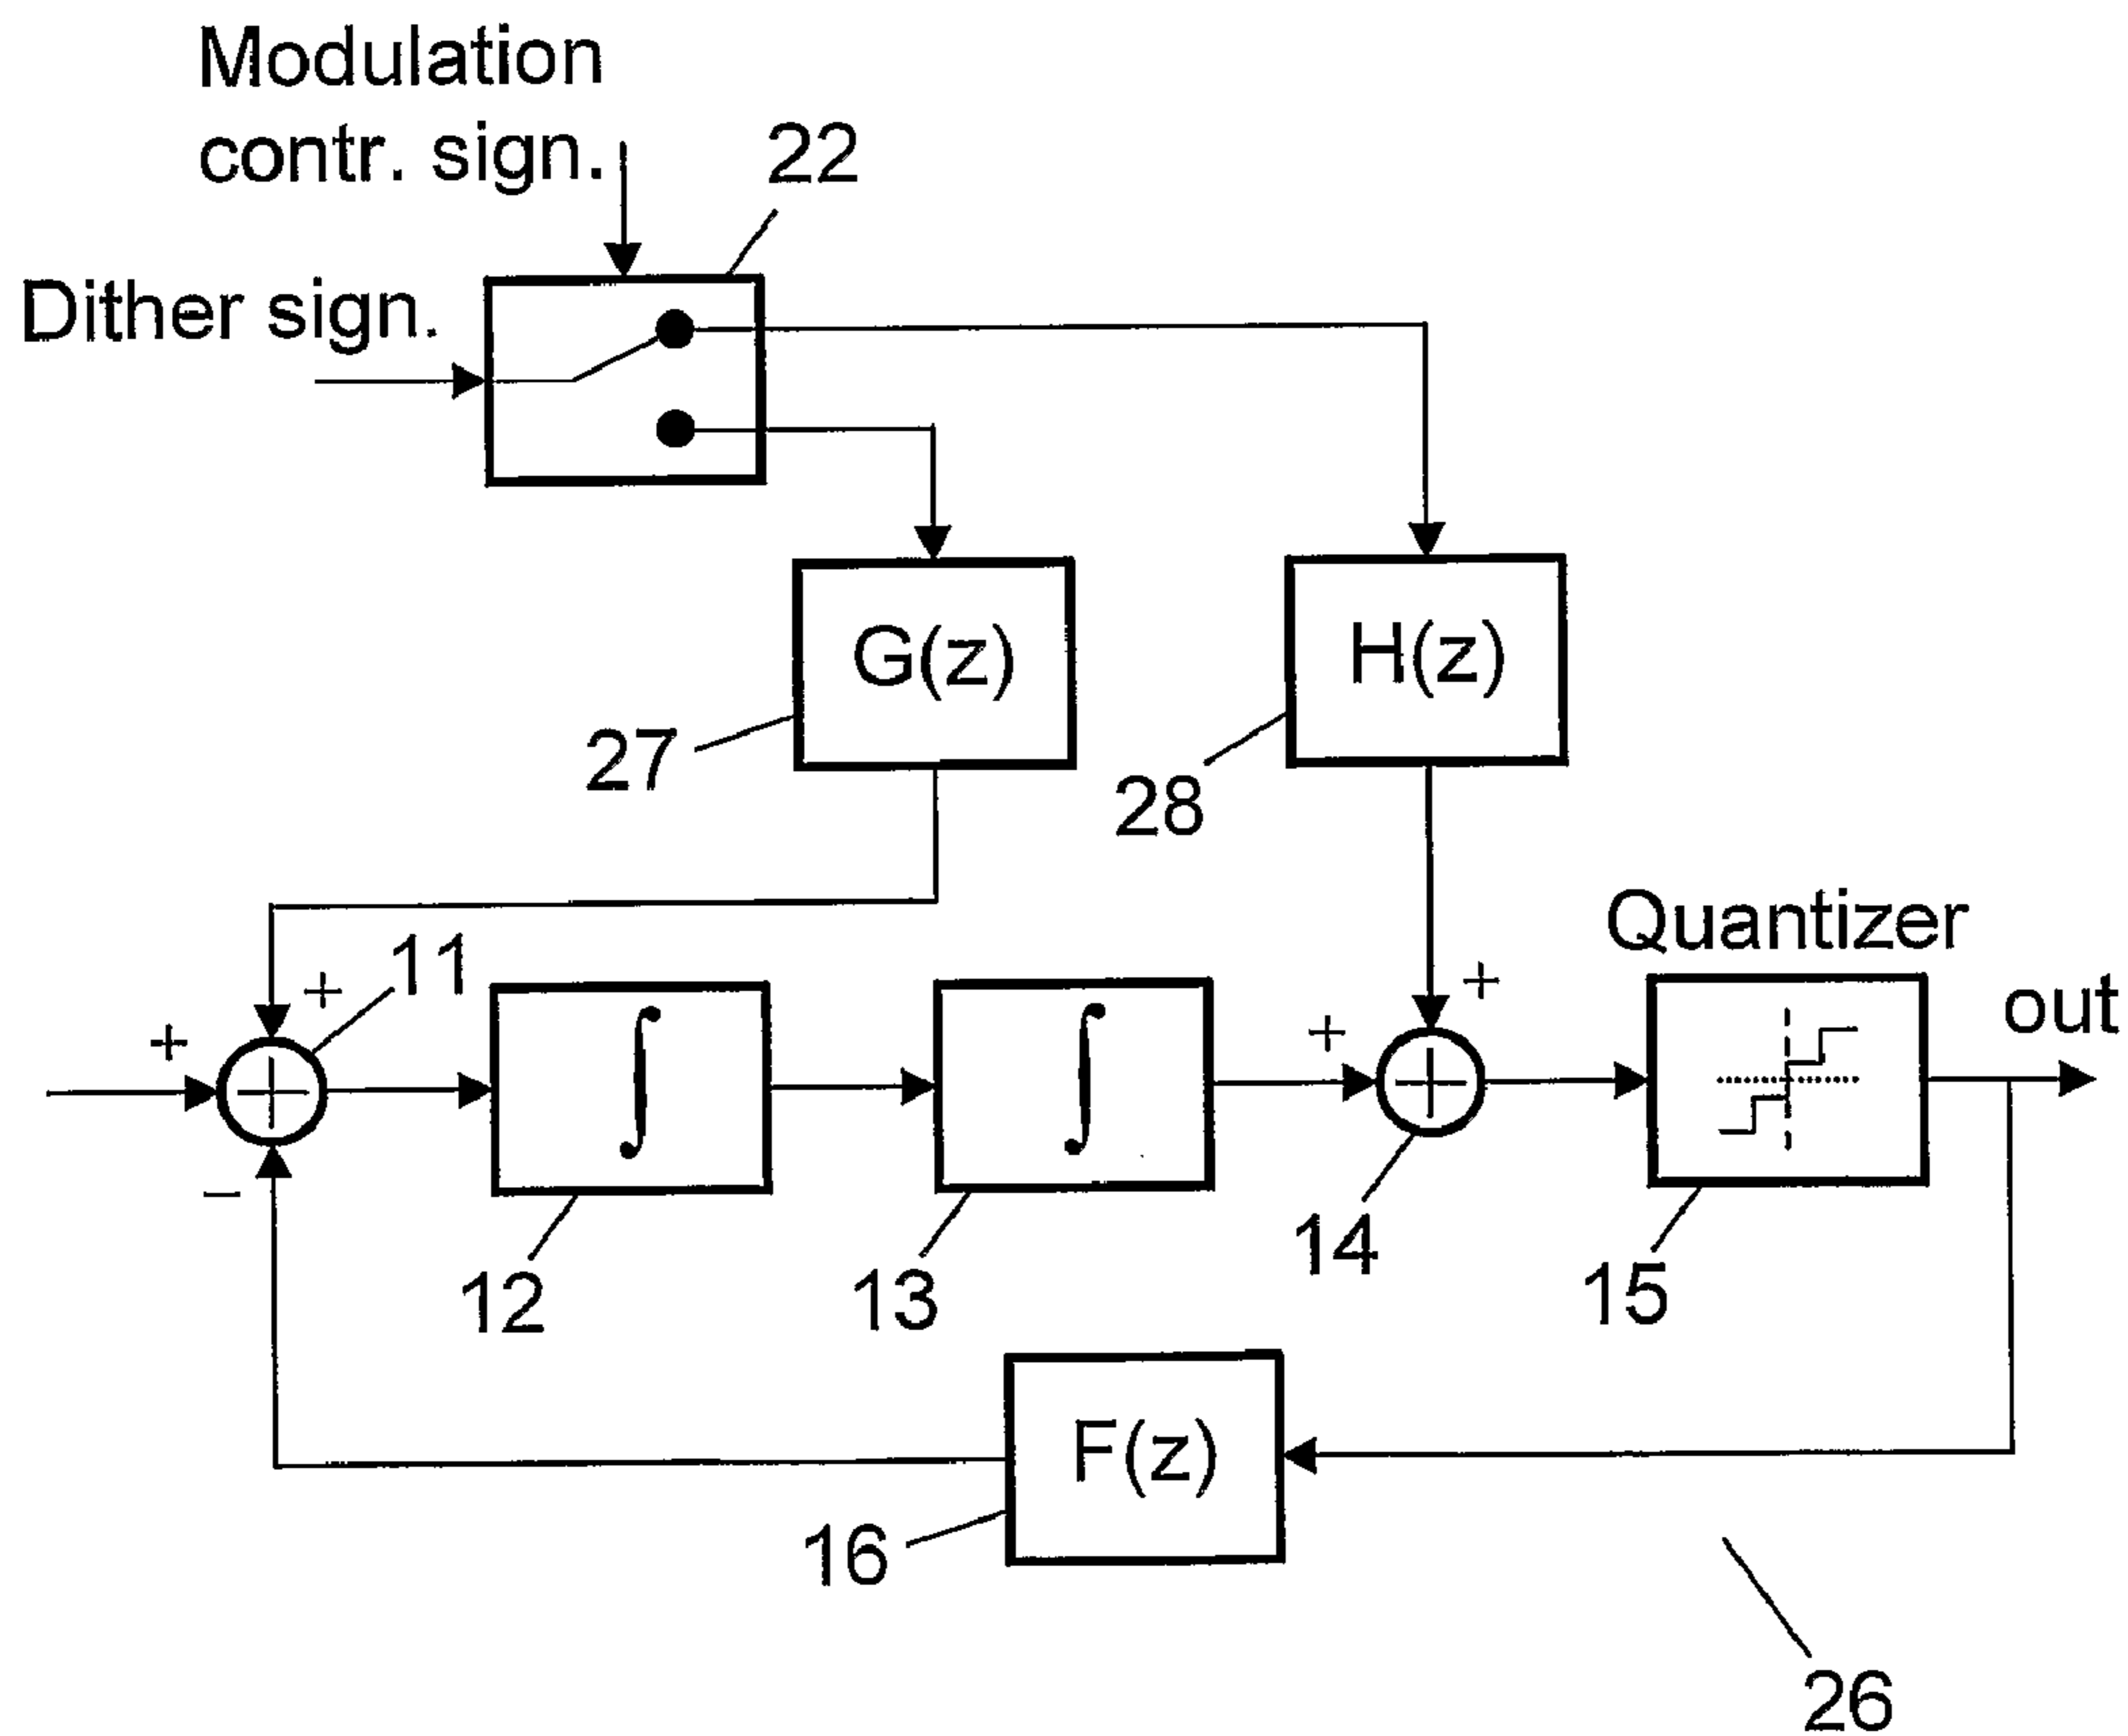 Modulation
contr. sign.
22
Dither sign.
G(z)
H(z)
27
28
Quantizer
11
+
+
+
+
out
∫
∫
−
14
12
13
15
F(z)
16
26